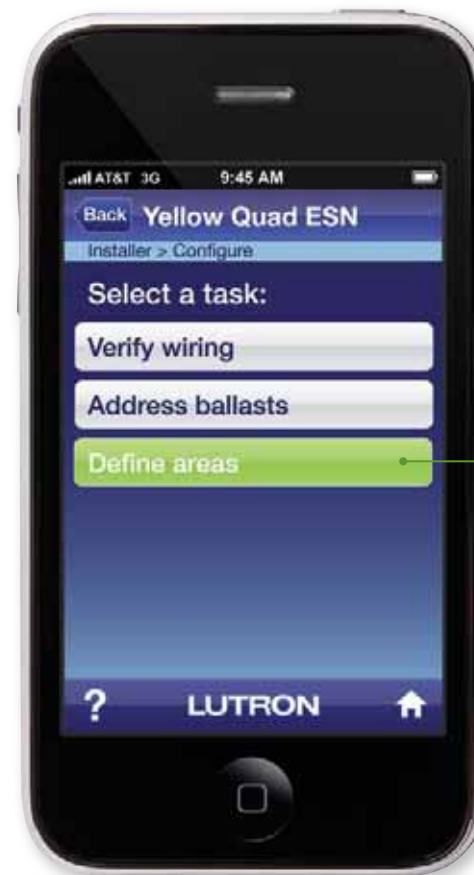 AT&T 3G 9:45 AM
Back Yellow Quad ESN
Installer > Configure
Select a task:
Verify wiring
Address ballasts
Define areas
? LUTRON